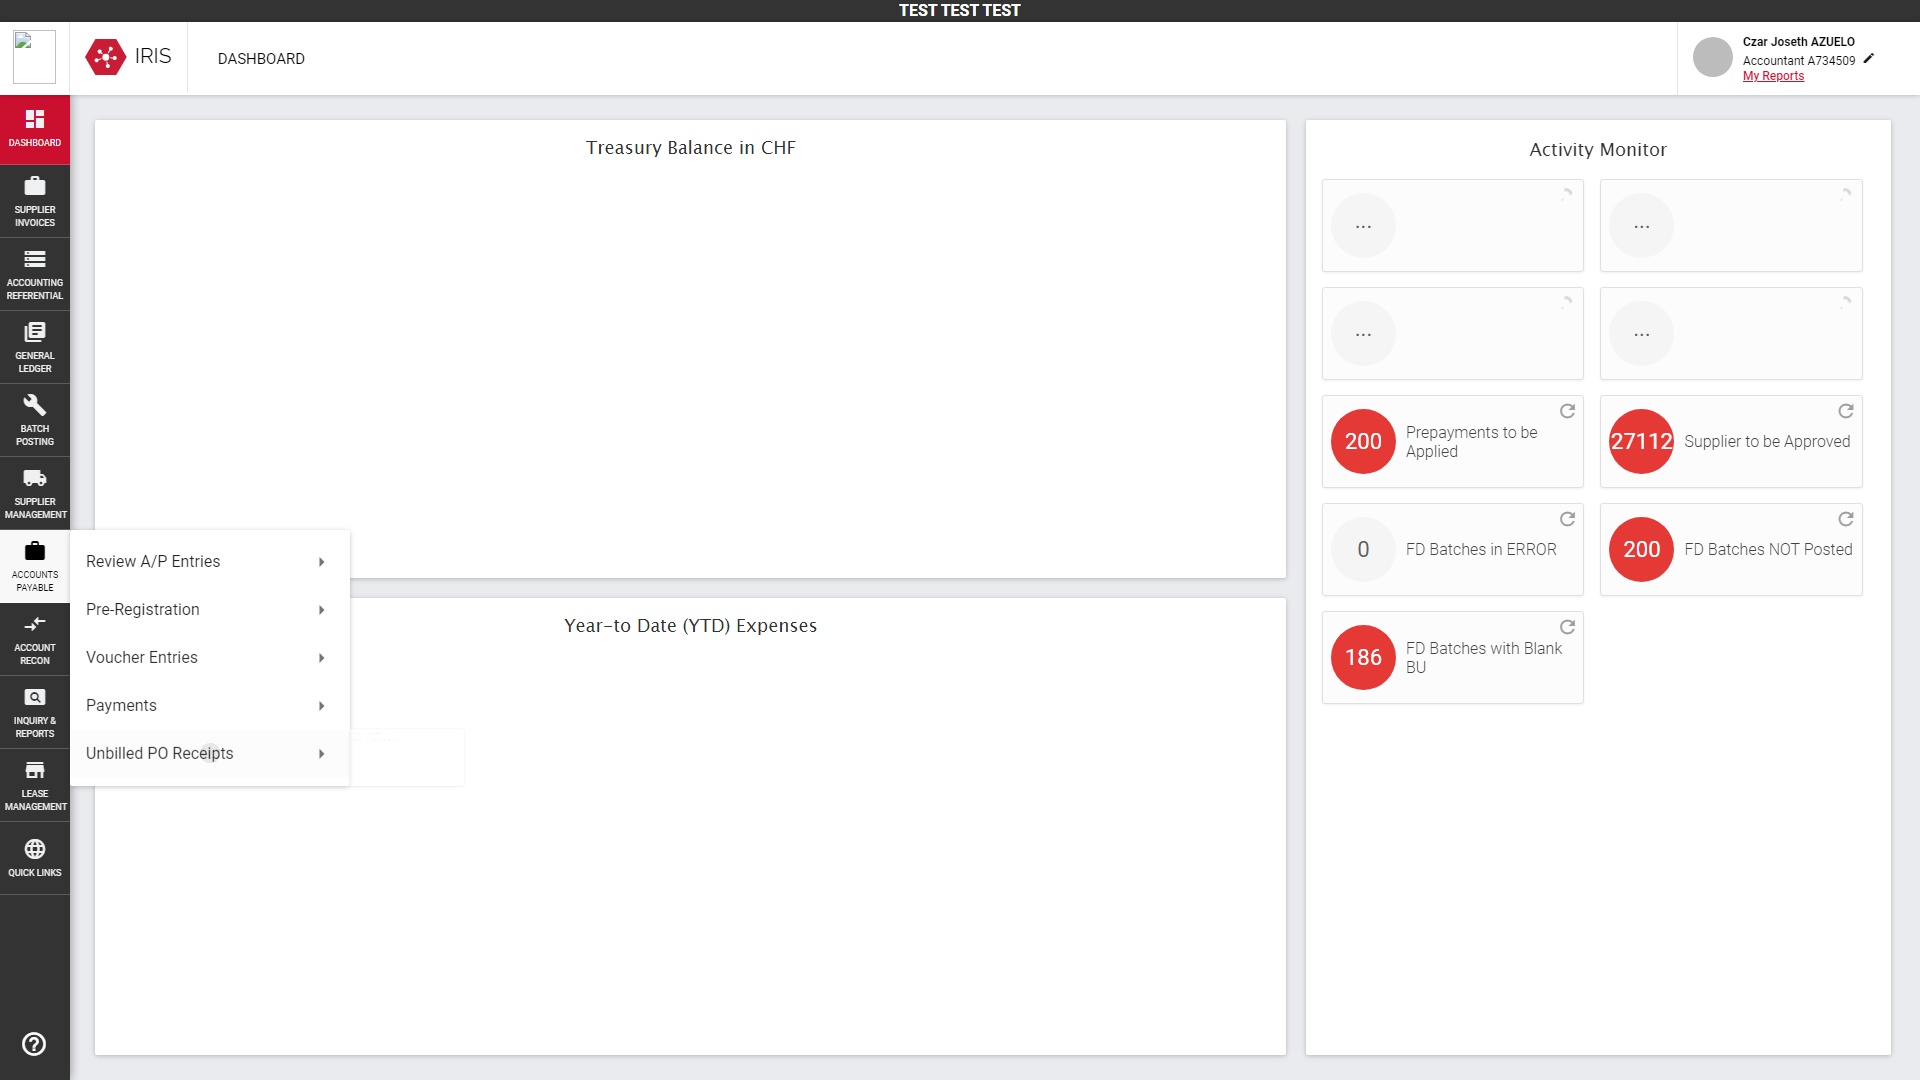 TEST TEST TEST
IRIS
DASHBOARD
Czar Joseth AZUELO
Accountant A734509
My Reports
DASHBOARD
SUPPLIER
INVOICES
ACCOUNTING
REFERENTIAL
GENERAL
LEDGER
BATCH
POSTING
SUPPLIER
MANAGEMENT
ACCOUNTS
PAYABLE
ACCOUNT
RECON
INQUIRY &
REPORTS
LEASE
MANAGEMENT
QUICK LINKS
Review A/P Entries
Pre-Registration
Voucher Entries
Payments
Unbilled PO Receipts
Treasury Balance in CHF
Year-to Date (YTD) Expenses
Activity Monitor
...
...
...
...
200
Prepayments to be
Applied
27112
Supplier to be Approved
0
FD Batches in ERROR
200
FD Batches NOT Posted
186
FD Batches with Blank
BU